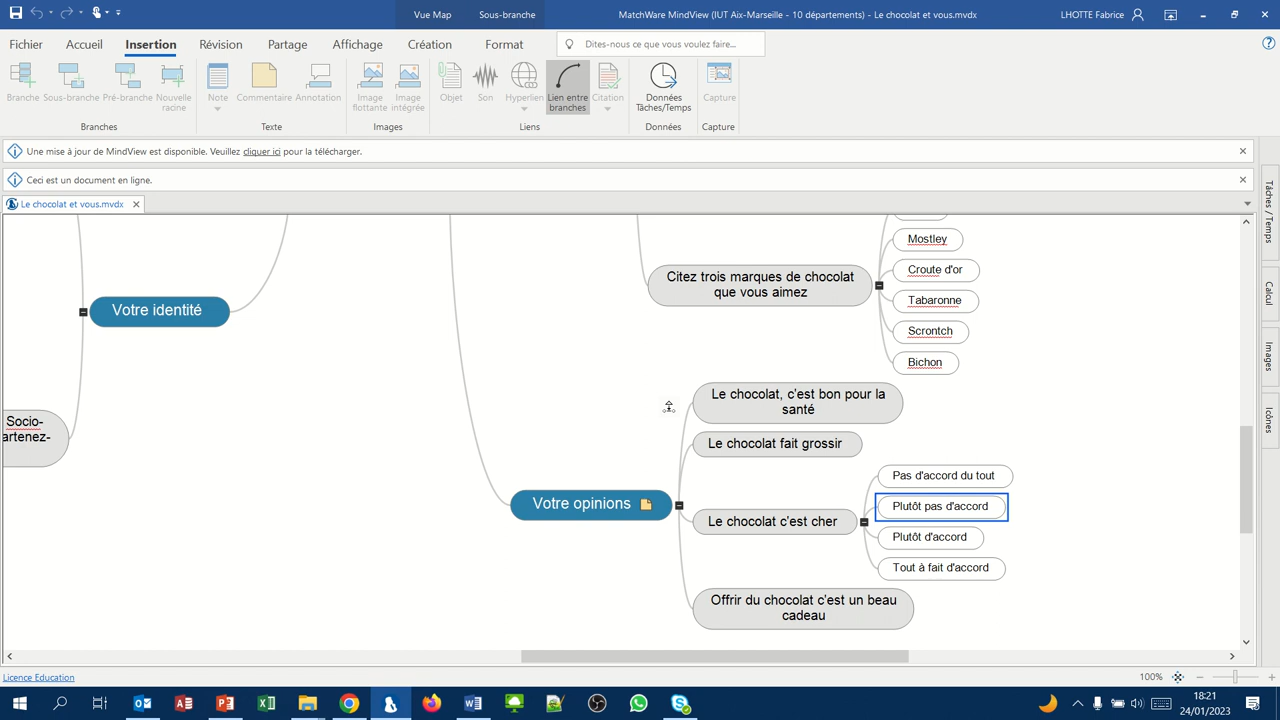 Vue Map
Sous-branche
MatchWare MindView (IUT Aix-Marseille - 10 départements) - Le chocolat et vous.mvdx
LHOTTE Fabrice
Fichier
Accueil
Insertion
Révision
Partage
Affichage
Création
Format
Dites-nous ce que vous voulez faire...
Branche
Sous-branche
Pré-branche
Nouvelle
racine
Note
Commentaire
Annotation
Image
flottante
Image
intégrée
Objet
Son
Hyperlien
Lien entre
branches
Citation
Données
Tâches/Temps
Capture
Branches
Texte
Images
Liens
Données
Capture
Une mise à jour de MindView est disponible. Veuillez cliquer ici pour la télécharger.
Ceci est un document en ligne.
Le chocolat et vous.mvdx
Tâches / Temps
Calcul
Images
Icônes
Mostley
Citez trois marques de chocolat
que vous aimez
Croute d'or
Tabaronne
Scrontch
Bichon
Votre identité
Le chocolat, c'est bon pour la
santé
Socio-
artenez-
Le chocolat fait grossir
Votre opinions
Pas d'accord du tout
Plutôt pas d'accord
Le chocolat c'est cher
Plutôt d'accord
Tout à fait d'accord
Offrir du chocolat c'est un beau
cadeau
Licence Education
100%
18:21
24/01/2023